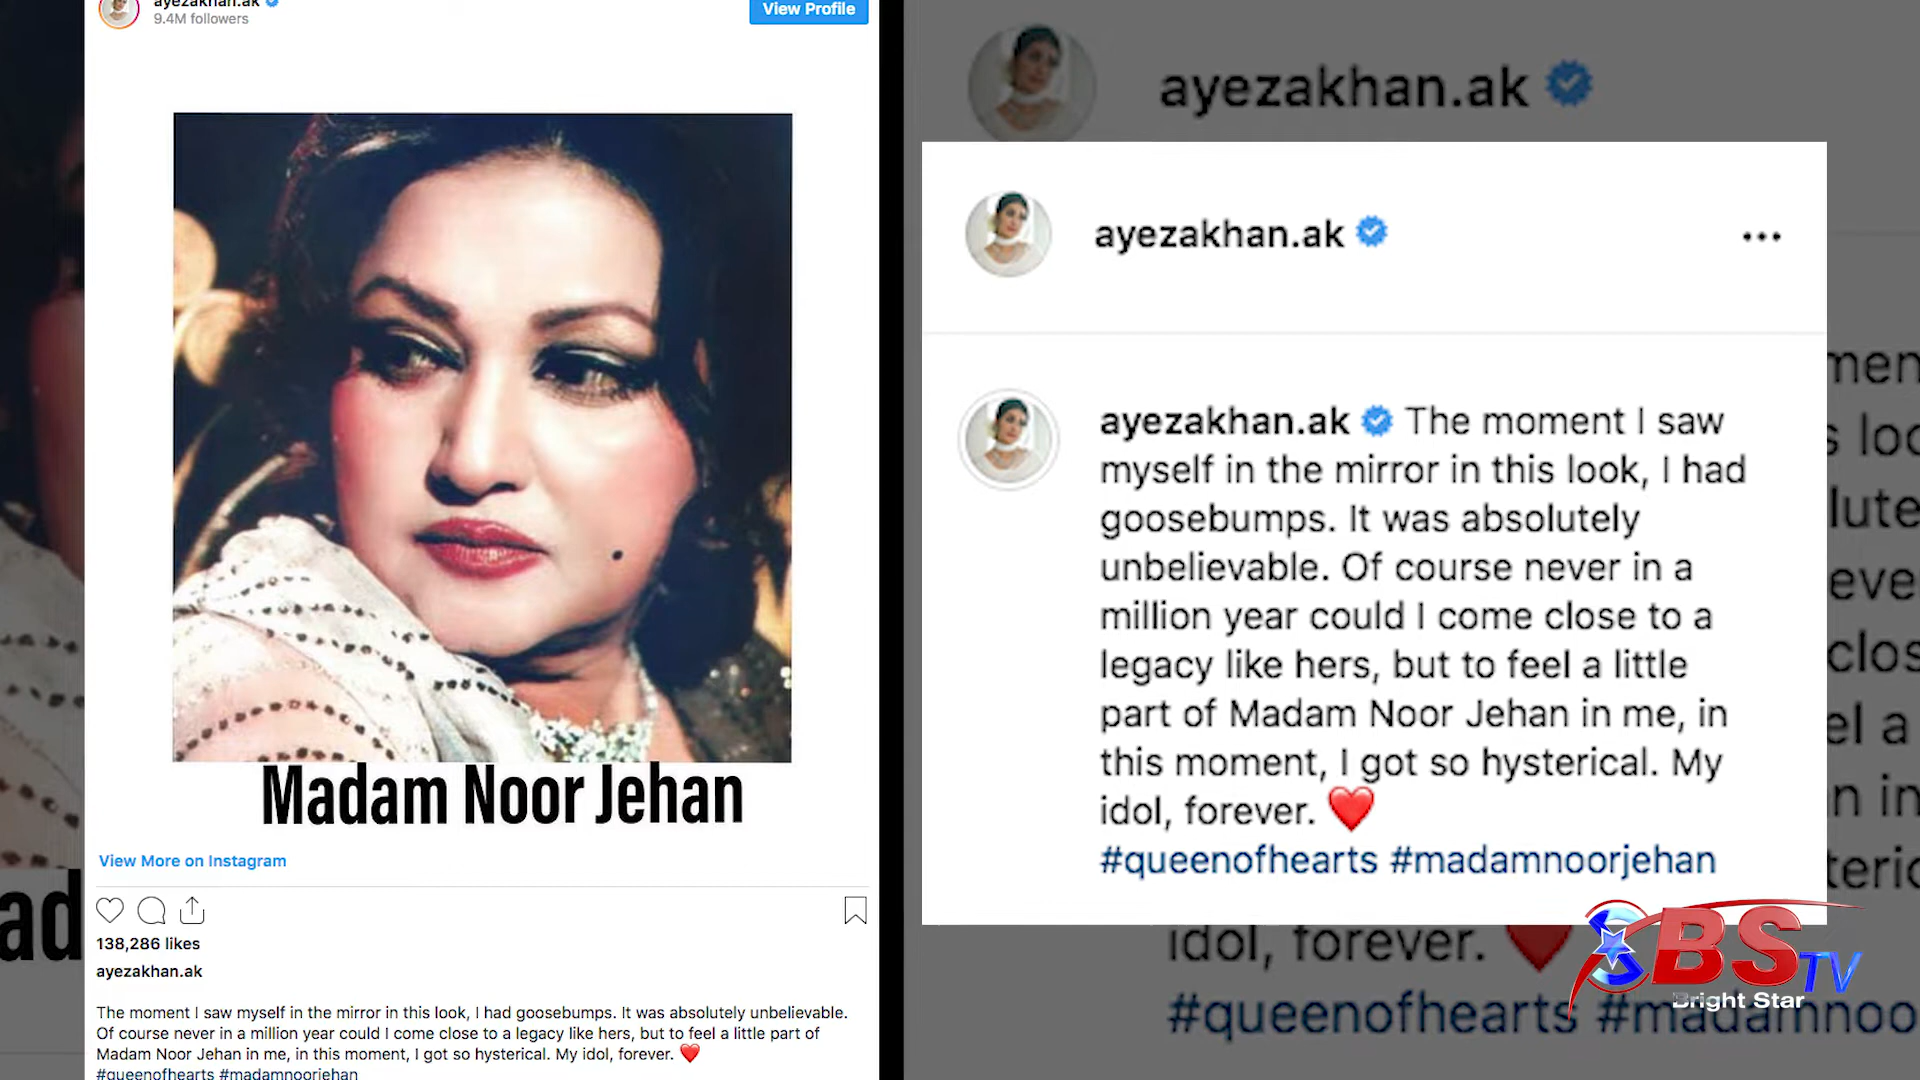 ayezakhan.ak
9.4M followers
View Profile
Madam Noor Jehan
View More on Instagram
138,286 likes
ayezakhan.ak
The moment I saw myself in the mirror in this look, I had goosebumps. It was absolutely unbelievable.
Of course never in a million year could I come close to a legacy like hers, but to feel a little part of
Madam Noor Jehan in me, in this moment, I got so hysterical. My idol, forever. ❤️
#queenofhearts #madamnoorjehan
ayezakhan.ak
ayezakhan.ak
ayezakhan.ak The moment I saw
myself in the mirror in this look, I had
goosebumps. It was absolutely
unbelievable. Of course never in a
million year could I come close to a
legacy like hers, but to feel a little
part of Madam Noor Jehan in me, in
this moment, I got so hysterical. My
idol, forever. ❤️
#queenofhearts #madamnoorjehan
idol, forever.
#queenofhearts #madamnoo
BS TV
Bright Star